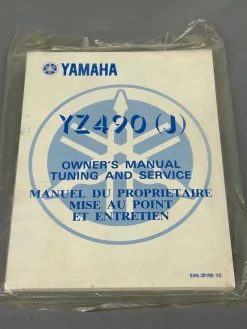 YAMAHA
YZ490 (J)
OWNER'S MANUAL
TUNING AND SERVICE
MANUEL DU PROPRIETAIRE
MISE AU POINT
ET ENTRETIEN